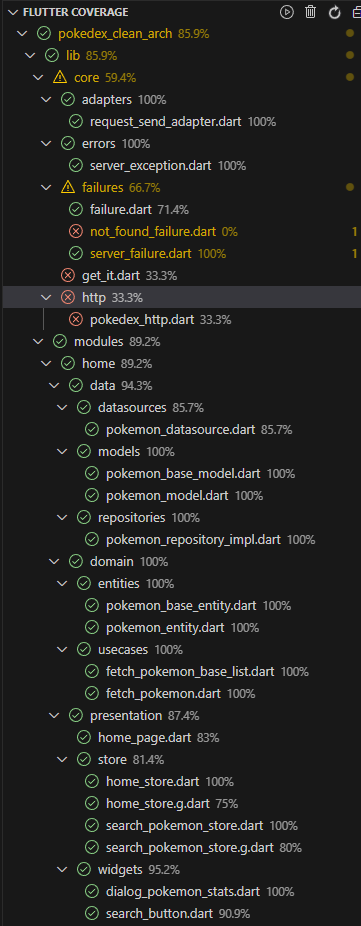 FLUTTER COVERAGE
pokedex_clean_arch 85.9%
lib 85.9%
core 59.4%
adapters 100%
request_send_adapter.dart 100%
errors 100%
server_exception.dart 100%
failures 66.7%
failure.dart 71.4%
not_found_failure.dart 0% 1
server_failure.dart 100% 1
get_it.dart 33.3%
http 33.3%
pokedex_http.dart 33.3%
modules 89.2%
home 89.2%
data 94.3%
datasources 85.7%
pokemon_datasource.dart 85.7%
models 100%
pokemon_base_model.dart 100%
pokemon_model.dart 100%
repositories 100%
pokemon_repository_impl.dart 100%
domain 100%
entities 100%
pokemon_base_entity.dart 100%
pokemon_entity.dart 100%
usecases 100%
fetch_pokemon_base_list.dart 100%
fetch_pokemon.dart 100%
presentation 87.4%
home_page.dart 83%
store 81.4%
home_store.dart 100%
home_store.g.dart 75%
search_pokemon_store.dart 100%
search_pokemon_store.g.dart 80%
widgets 95.2%
dialog_pokemon_stats.dart 100%
search_button.dart 90.9%